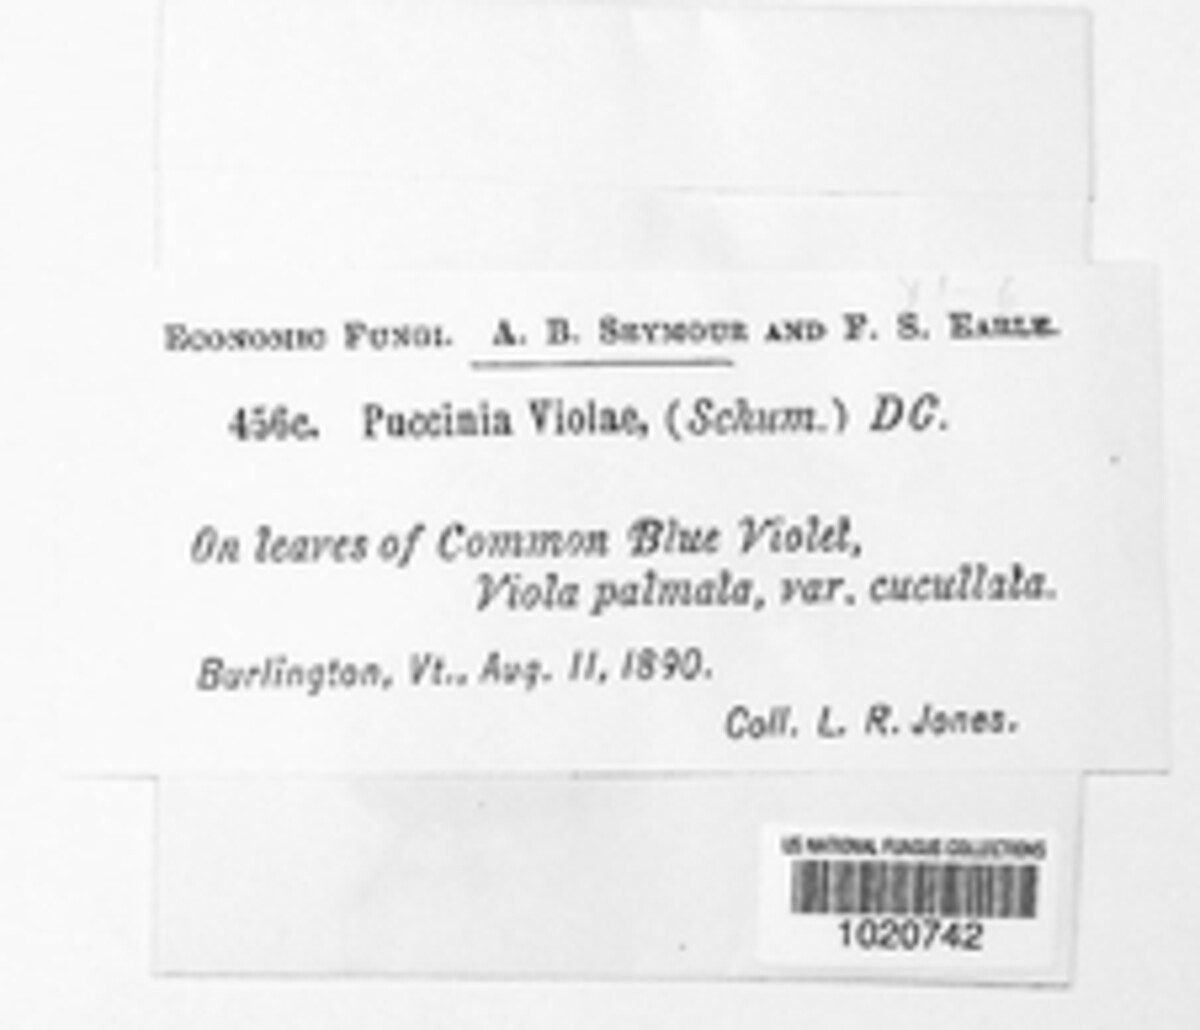 Economic Fungi. A. B. Seymour and F. S. Earle.
456c. Puccinia Violae, (Schum.) DC.
On leaves of Common Blue Violet,
Viola palmata, var. cucullata.
Burlington, Vt., Aug. 11, 1890.
Coll. L. R. Jones.
US NATIONAL FUNGUS COLLECTIONS
1020742